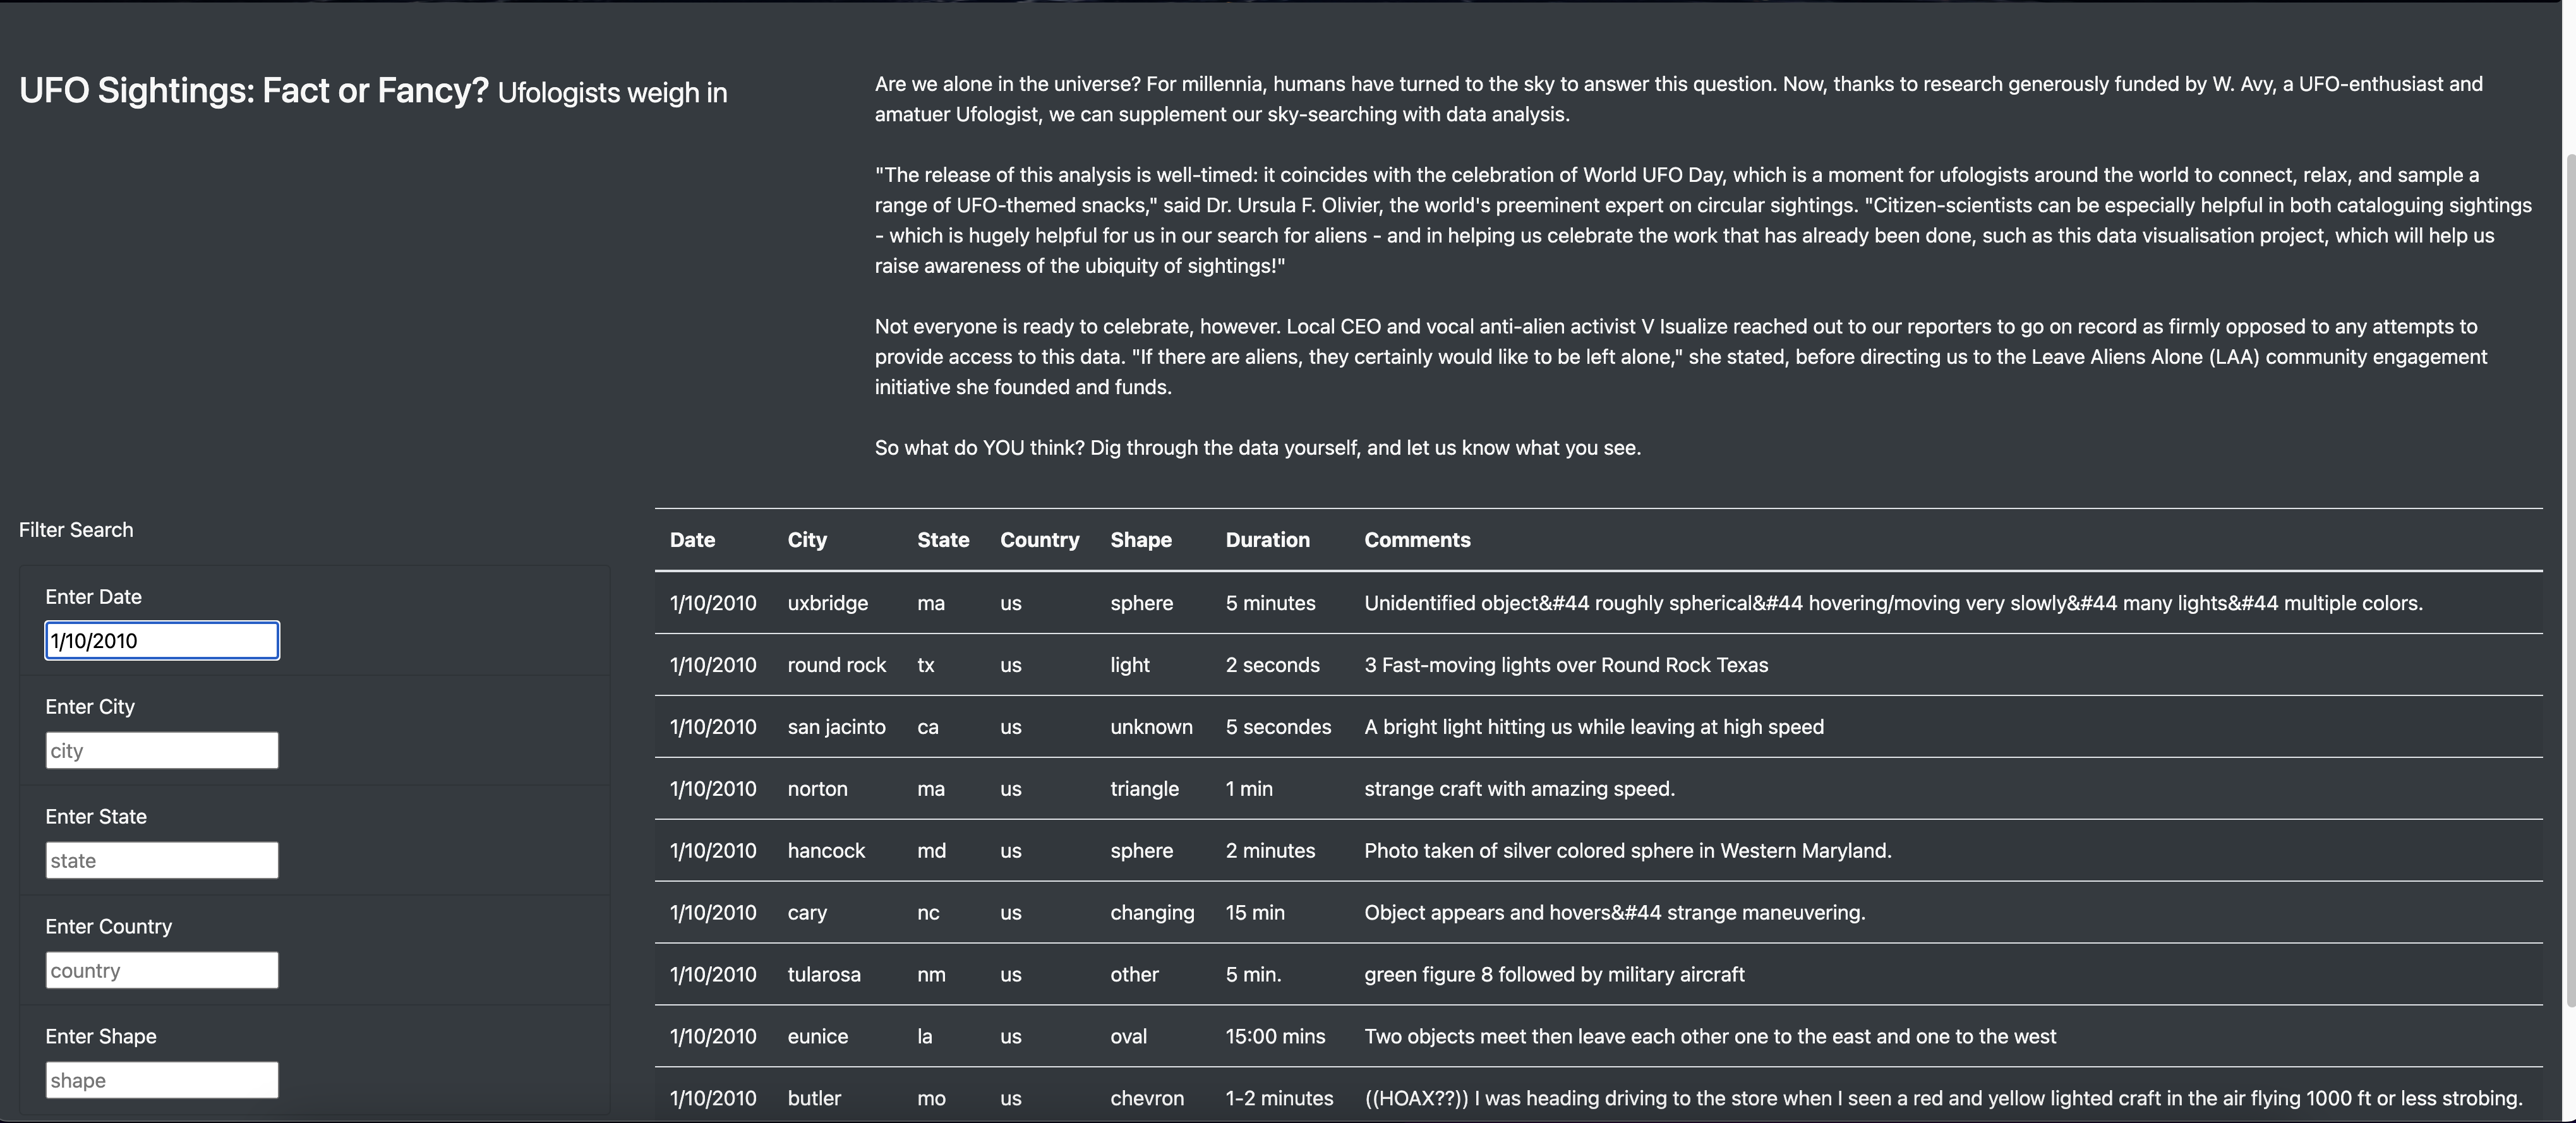 UFO Sightings: Fact or Fancy? Ufologists weigh in
Are we alone in the universe? For millennia, humans have turned to the sky to answer this question. Now, thanks to research generously funded by W. Avy, a UFO-enthusiast and
amatuer Ufologist, we can supplement our sky-searching with data analysis.
"The release of this analysis is well-timed: it coincides with the celebration of World UFO Day, which is a moment for ufologists around the world to connect, relax, and sample a
range of UFO-themed snacks," said Dr. Ursula F. Olivier, the world's preeminent expert on circular sightings. "Citizen-scientists can be especially helpful in both cataloguing sightings
- which is hugely helpful for us in our search for aliens - and in helping us celebrate the work that has already been done, such as this data visualisation project, which will help us
raise awareness of the ubiquity of sightings!"
Not everyone is ready to celebrate, however. Local CEO and vocal anti-alien activist V Isualize reached out to our reporters to go on record as firmly opposed to any attempts to
provide access to this data. "If there are aliens, they certainly would like to be left alone," she stated, before directing us to the Leave Aliens Alone (LAA) community engagement
initiative she founded and funds.
So what do YOU think? Dig through the data yourself, and let us know what you see.
Filter Search
Enter Date
1/10/2010
Enter City
city
Enter State
state
Enter Country
country
Enter Shape
shape
Date City State Country Shape Duration Comments
1/10/2010 uxbridge ma us sphere 5 minutes Unidentified object&#44 roughly spherical&#44 hovering/moving very slowly&#44 many lights&#44 multiple colors.
1/10/2010 round rock tx us light 2 seconds 3 Fast-moving lights over Round Rock Texas
1/10/2010 san jacinto ca us unknown 5 secondes A bright light hitting us while leaving at high speed
1/10/2010 norton ma us triangle 1 min strange craft with amazing speed.
1/10/2010 hancock md us sphere 2 minutes Photo taken of silver colored sphere in Western Maryland.
1/10/2010 cary nc us changing 15 min Object appears and hovers&#44 strange maneuvering.
1/10/2010 tularosa nm us other 5 min. green figure 8 followed by military aircraft
1/10/2010 eunice la us oval 15:00 mins Two objects meet then leave each other one to the east and one to the west
1/10/2010 butler mo us chevron 1-2 minutes ((HOAX??)) I was heading driving to the store when I seen a red and yellow lighted craft in the air flying 1000 ft or less strobing.